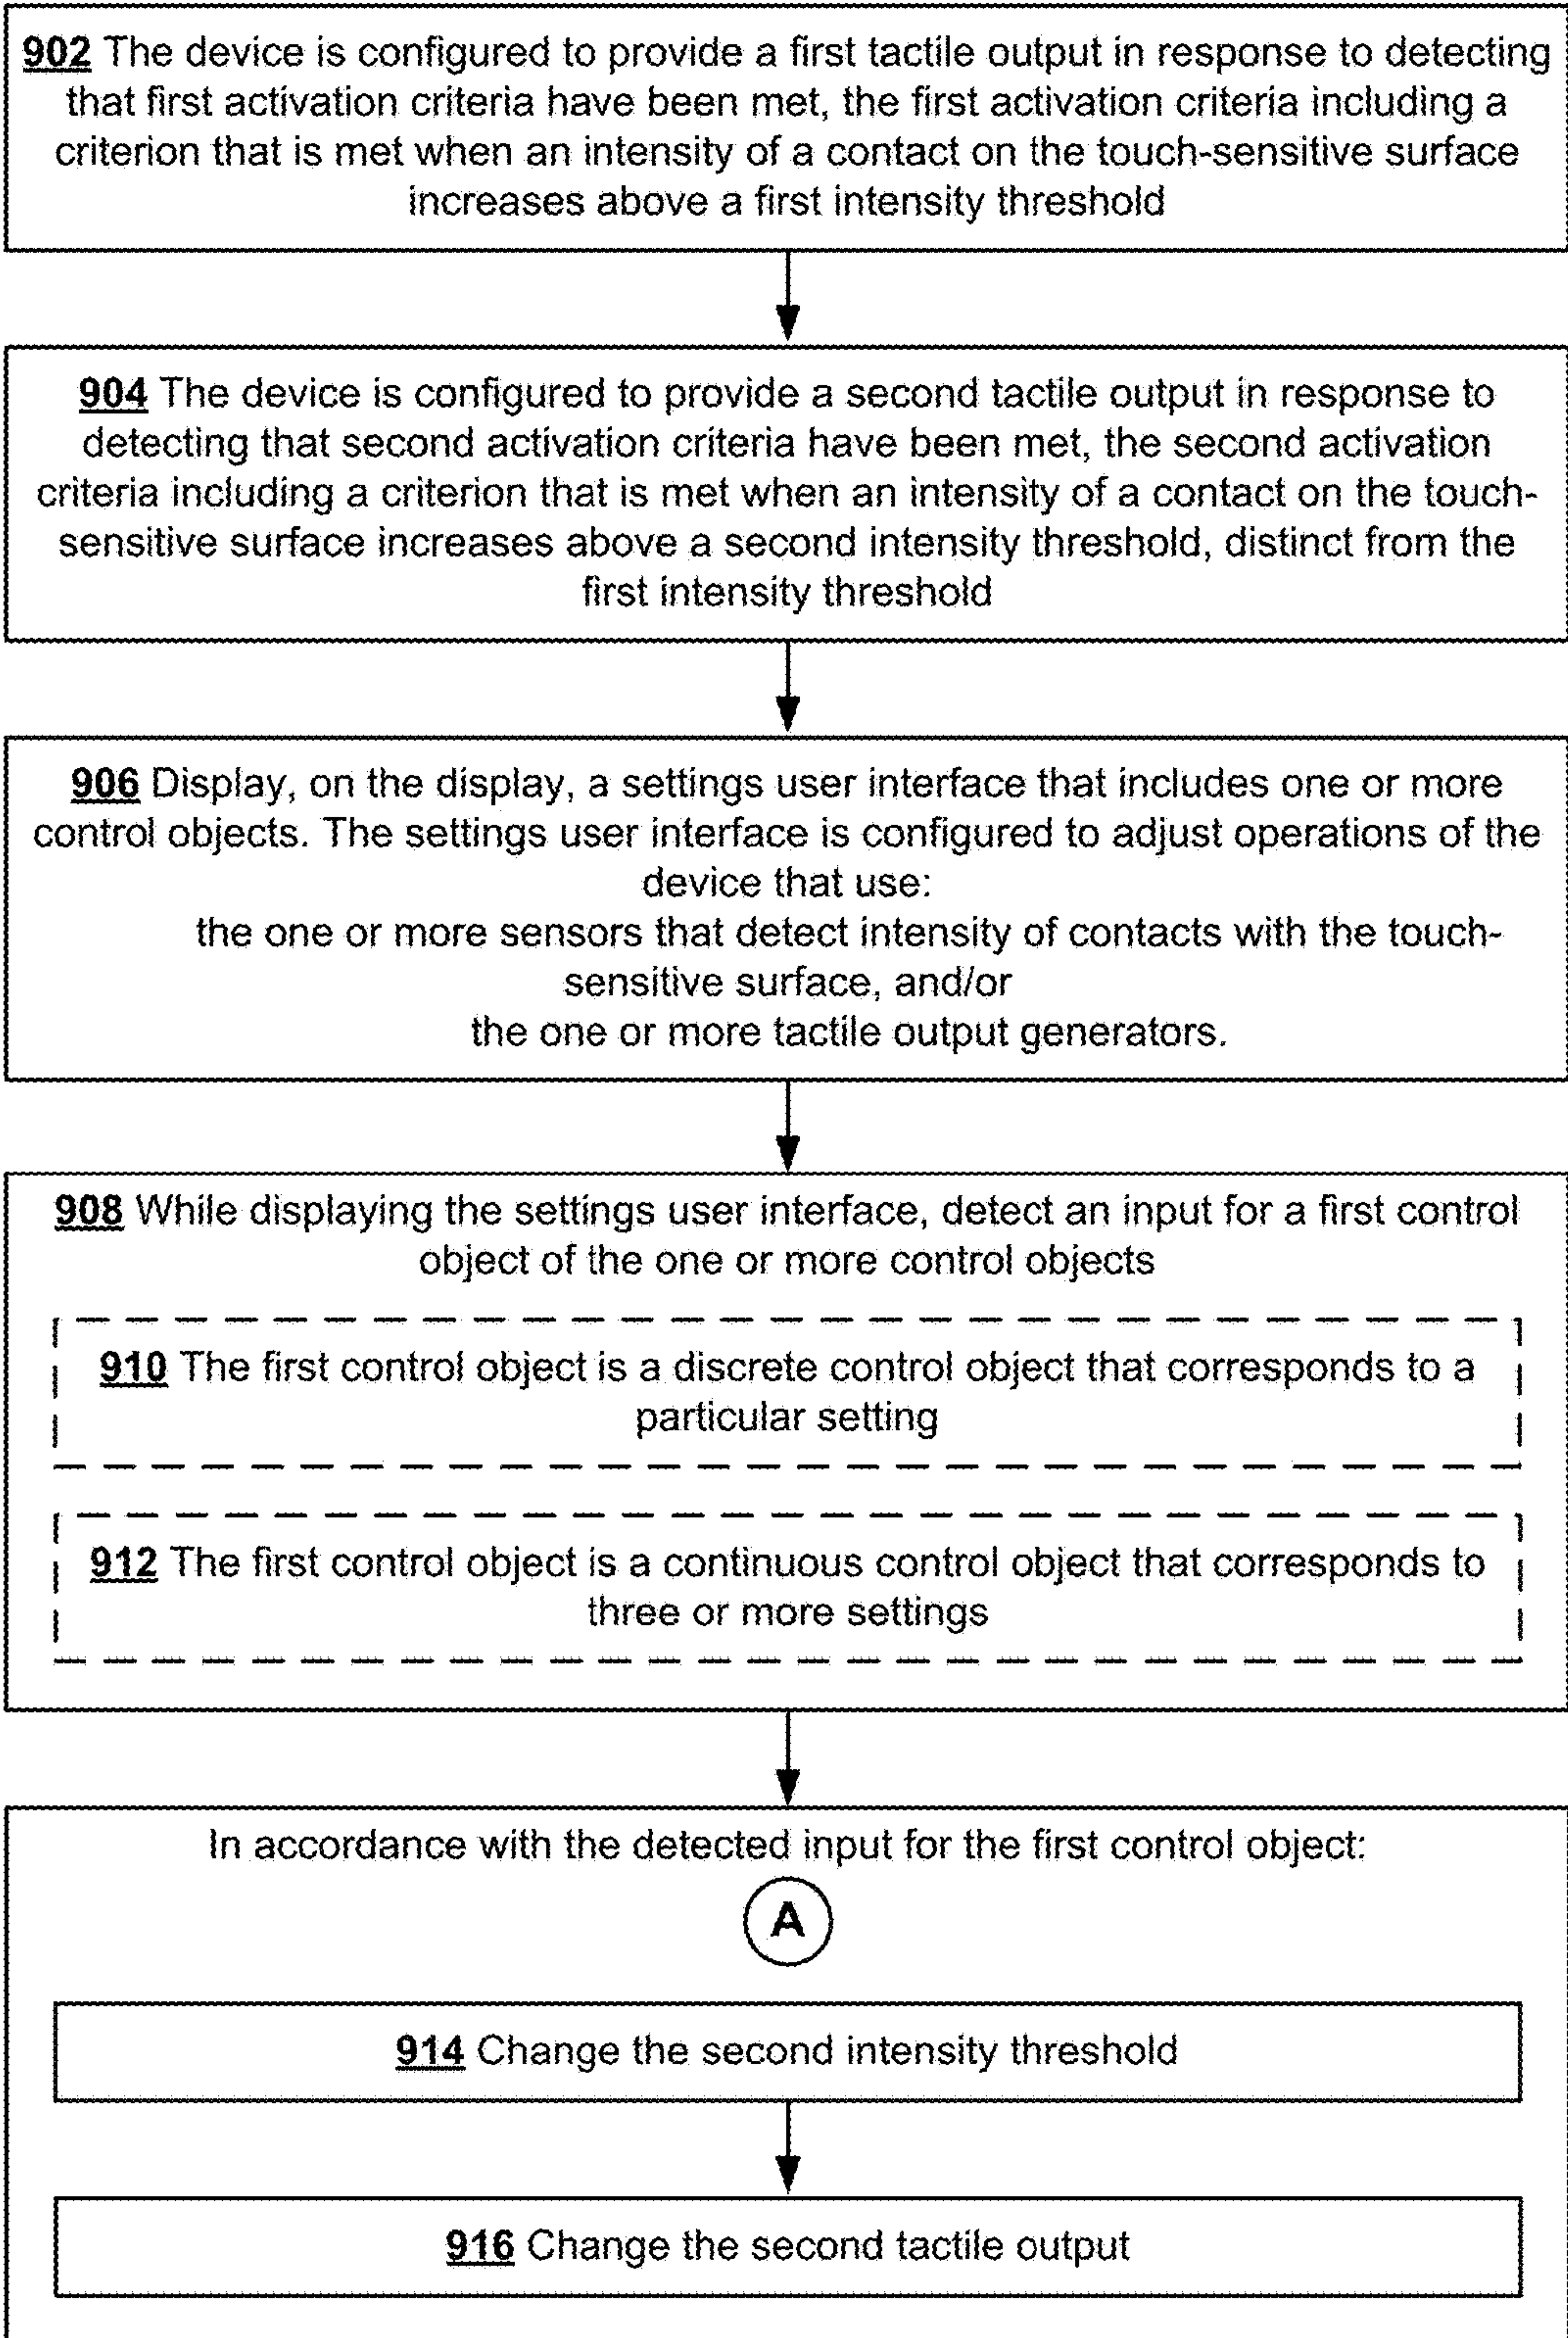 902 The device is configured to provide a first tactile output in response to detecting
that first activation criteria have been met, the first activation criteria including a
criterion that is met when an intensity of a contact on the touch-sensitive surface
increases above a first intensity threshold
904 The device is configured to provide a second tactile output in response to
detecting that second activation criteria have been met, the second activation
criteria including a criterion that is met when an intensity of a contact on the touch-
sensitive surface increases above a second intensity threshold, distinct from the
first intensity threshold
906 Display, on the display, a settings user interface that includes one or more
control objects. The settings user interface is configured to adjust operations of the
device that use:
the one or more sensors that detect intensity of contacts with the touch-
sensitive surface, and/or
the one or more tactile output generators.
908 While displaying the settings user interface, detect an input for a first control
object of the one or more control objects
910 The first control object is a discrete control object that corresponds to a
particular setting
912 The first control object is a continuous control object that corresponds to
three or more settings
In accordance with the detected input for the first control object:
A
914 Change the second intensity threshold
916 Change the second tactile output